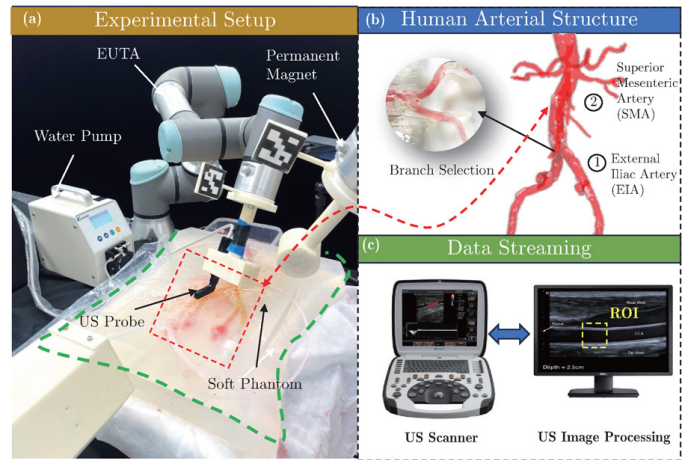 (a) Experimental Setup
EUTA
Permanent
Magnet
Water Pump
US Probe
Soft Phantom
(b) Human Arterial Structure
Superior
Mesenteric
Artery
(SMA)
2
1
External
Iliac Artery
(EIA)
Branch Selection
(c) Data Streaming
ROI
CCA
Depth = 2.5cm
US Scanner
US Image Processing